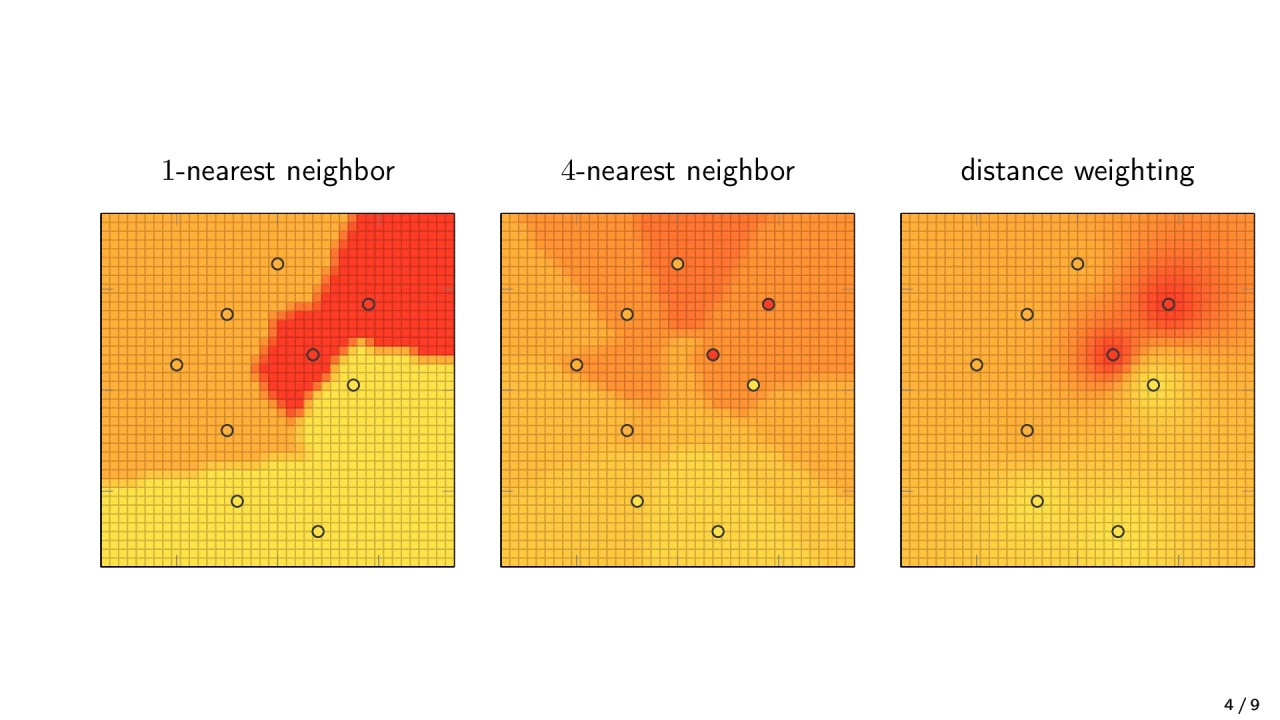 1-nearest neighbor
4-nearest neighbor
distance weighting
4 / 9